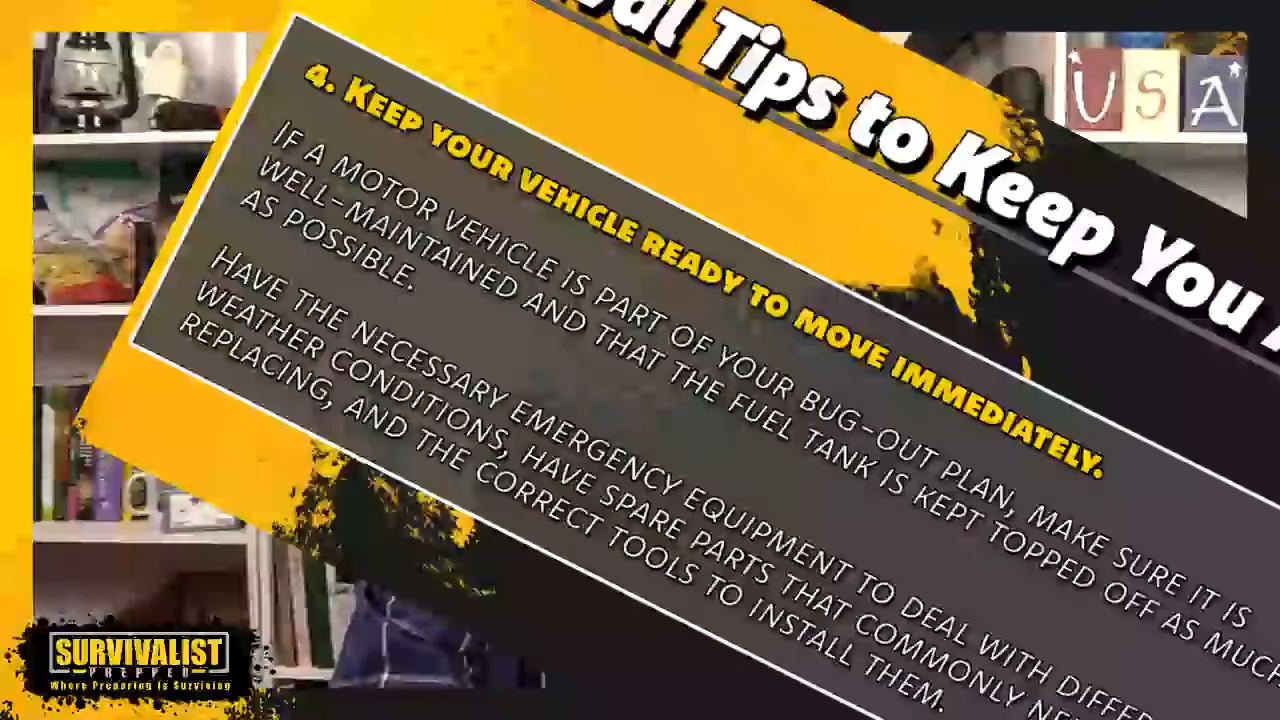 val Tips to Keep You
USA
4. KEEP YOUR VEHICLE READY TO MOVE IMMEDIATELY.
IF A MOTOR VEHICLE IS PART OF YOUR BUG-OUT PLAN, MAKE SURE IT IS
WELL-MAINTAINED AND THAT THE FUEL TANK IS KEPT TOPPED OFF AS MUCH
AS POSSIBLE.
HAVE THE NECESSARY EMERGENCY EQUIPMENT TO DEAL WITH DIFFER
WEATHER CONDITIONS, HAVE SPARE PARTS THAT COMMONLY NE
REPLACING, AND THE CORRECT TOOLS TO INSTALL THEM.
SURVIVALIST
PREPPER
Where Preparing Is Surviving